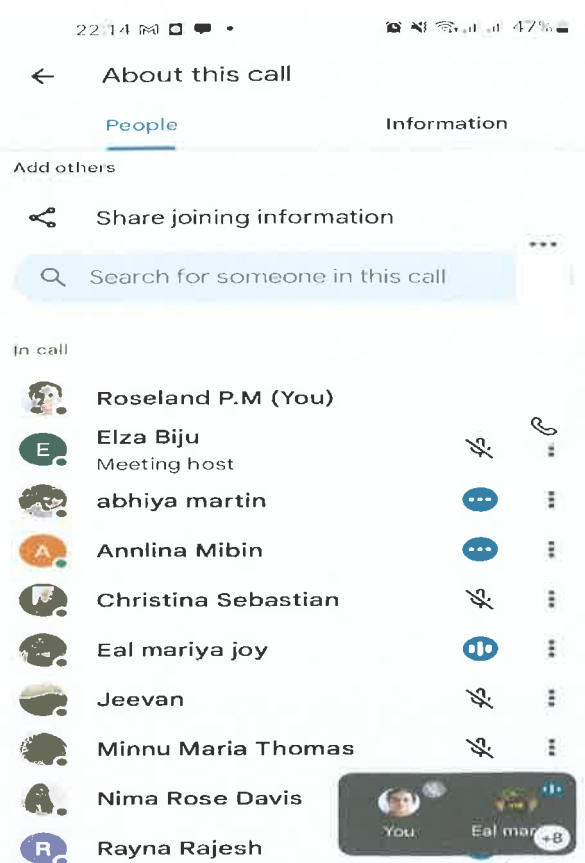 22:14 47%
About this call
People Information
Add others
Share joining information
Search for someone in this call
In call
Roseland P.M (You)
E Elza Biju
Meeting host
abhiya martin
A Annlina Mibin
Christina Sebastian
Eal mariya joy
Jeevan
Minnu Maria Thomas
Nima Rose Davis
You Eal mar +8
R Rayna Rajesh